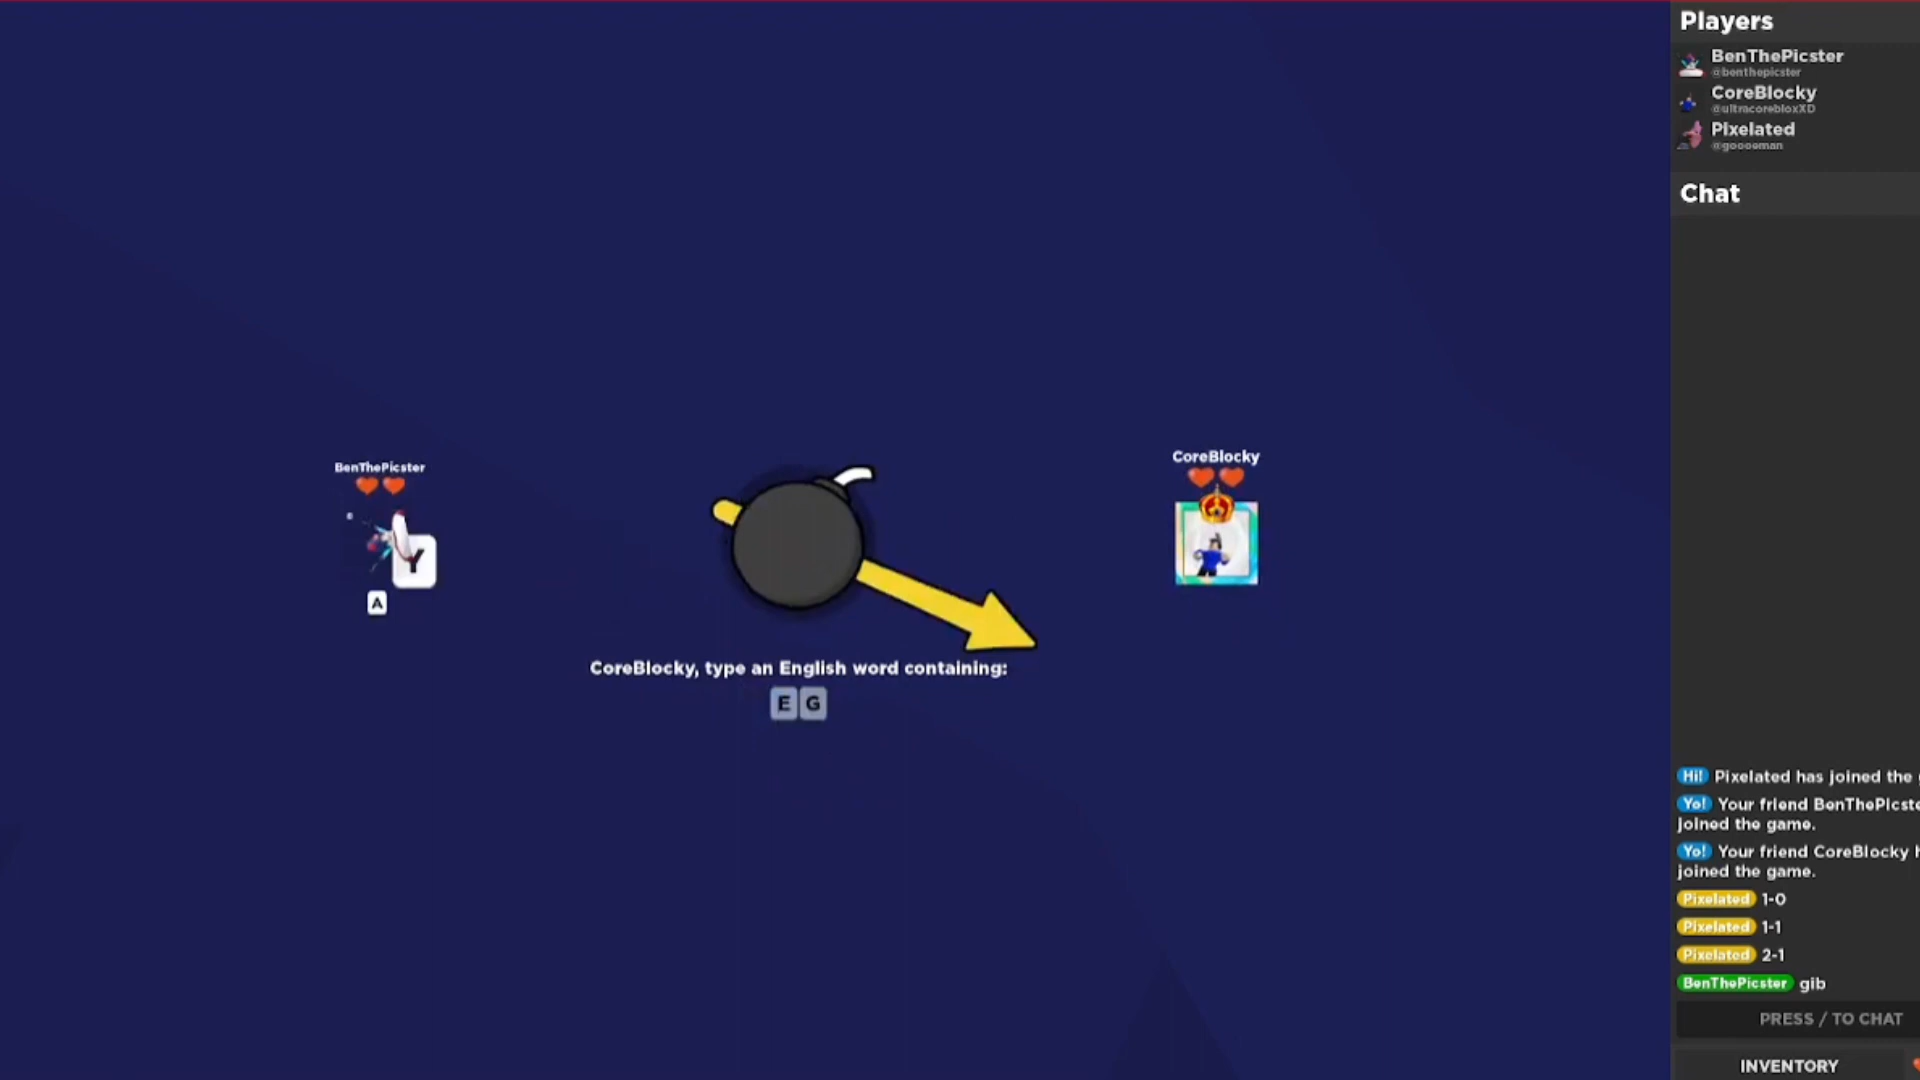 Players
BenThePicster
@benthepicster
CoreBlocky
@ultracorebloxXD
Pixelated
@gooooman
Chat
BenThePicster
Y
A
CoreBlocky
CoreBlocky, type an English word containing:
E G
Hi! Pixelated has joined the
Yo! Your friend BenThePicste
joined the game.
Yo! Your friend CoreBlocky h
joined the game.
Pixelated 1-0
Pixelated 1-1
Pixelated 2-1
BenThePicster gib
PRESS / TO CHAT
INVENTORY